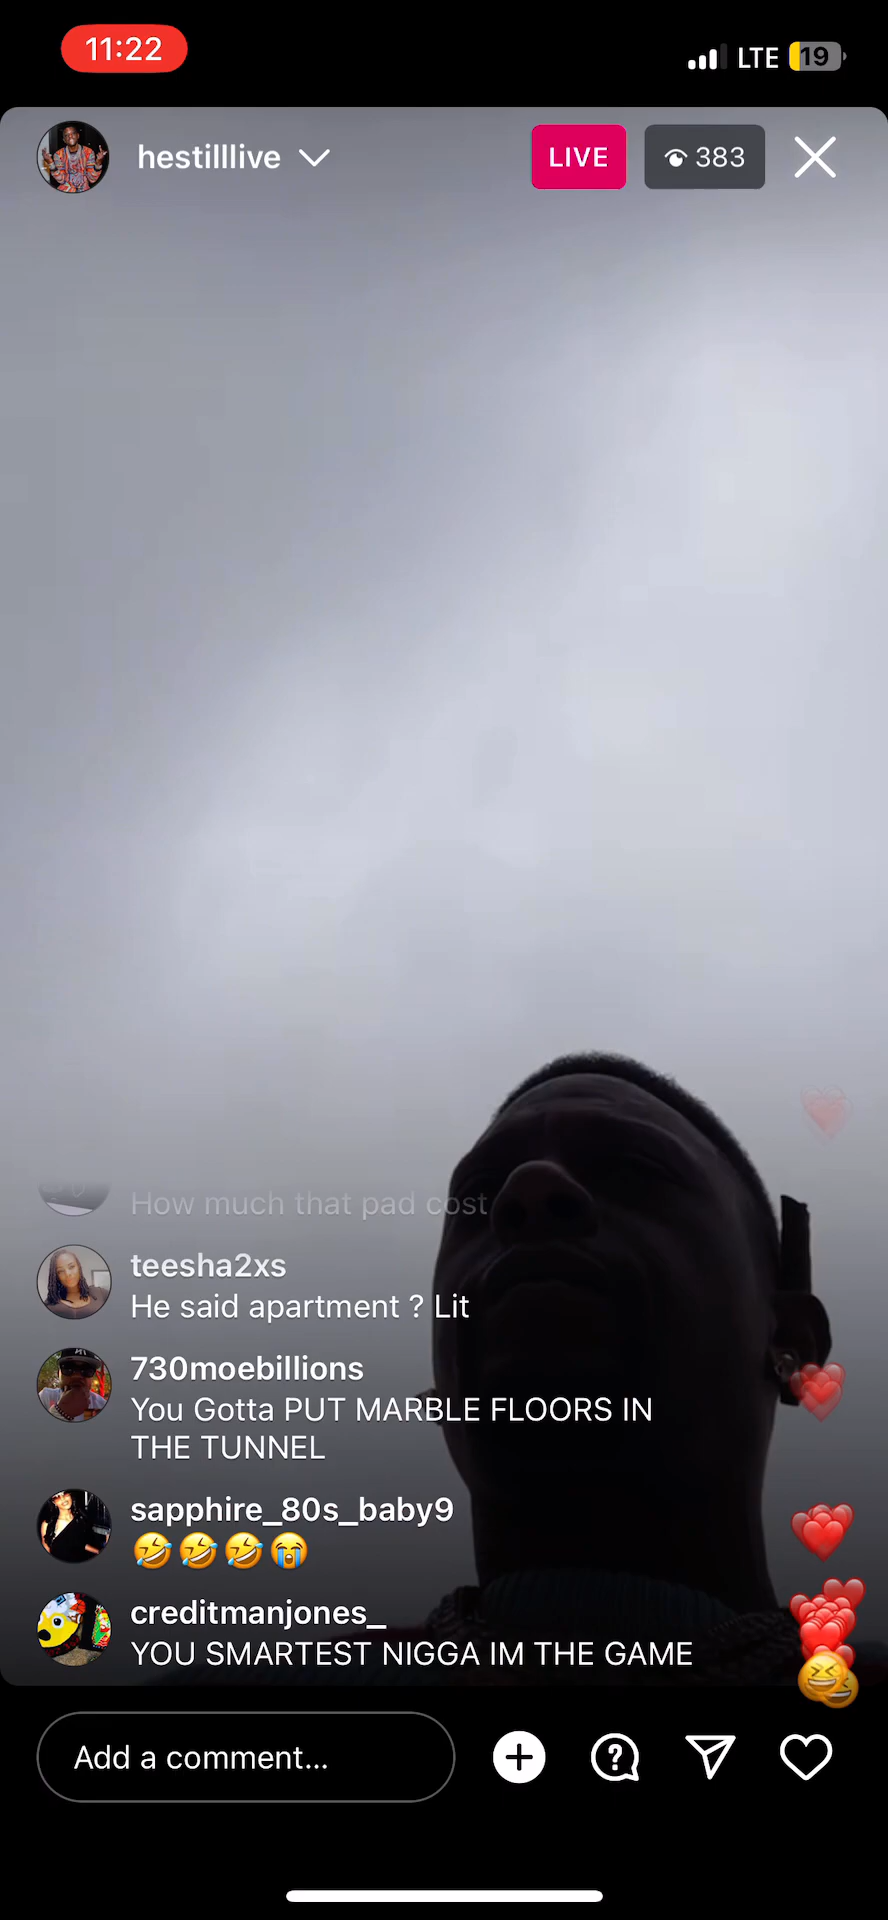 11:22
LTE 19
hestilllive
LIVE
383
How much that pad cost
teesha2xs
He said apartment ? Lit
730moebillions
You Gotta PUT MARBLE FLOORS IN
THE TUNNEL
sapphire_80s_baby9
🤣🤣🤣😭
creditmanjones_
YOU SMARTEST NIGGA IM THE GAME
Add a comment...